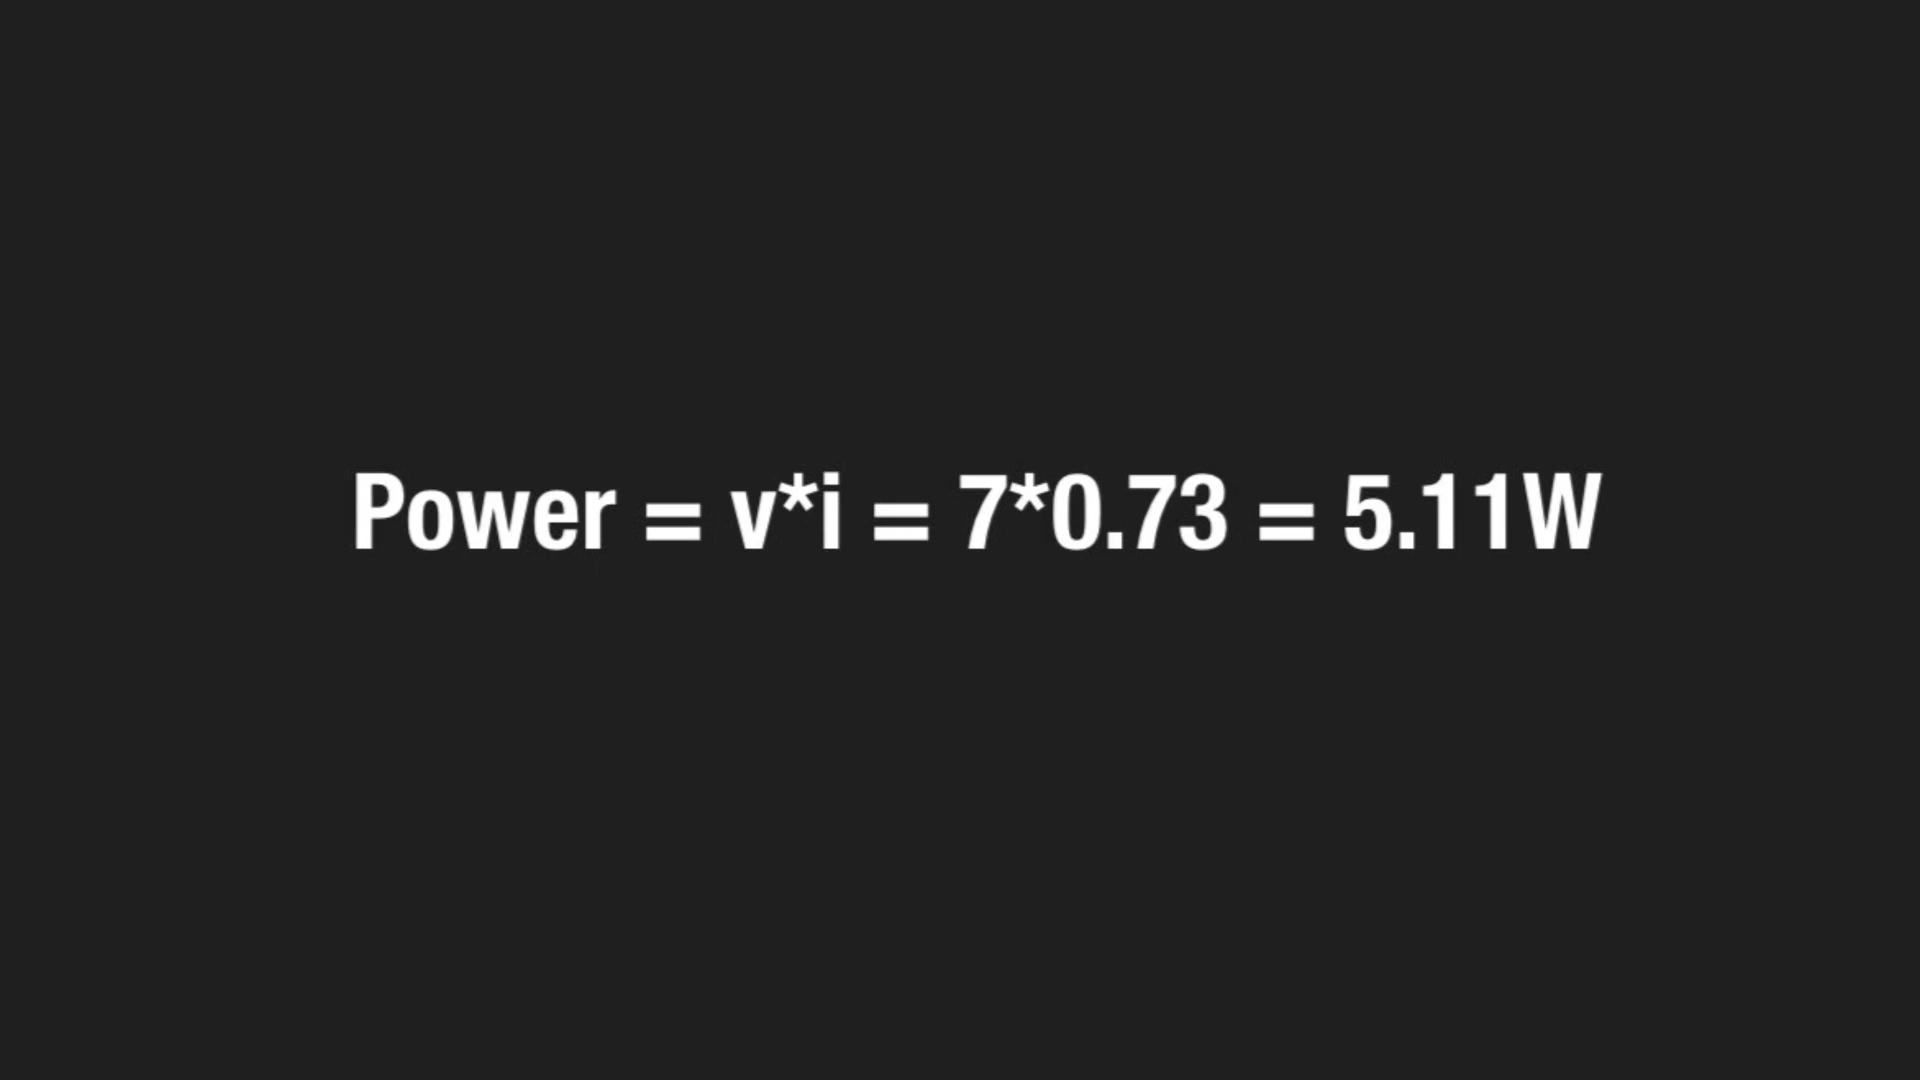 Power = v*i = 7*0.73 = 5.11W